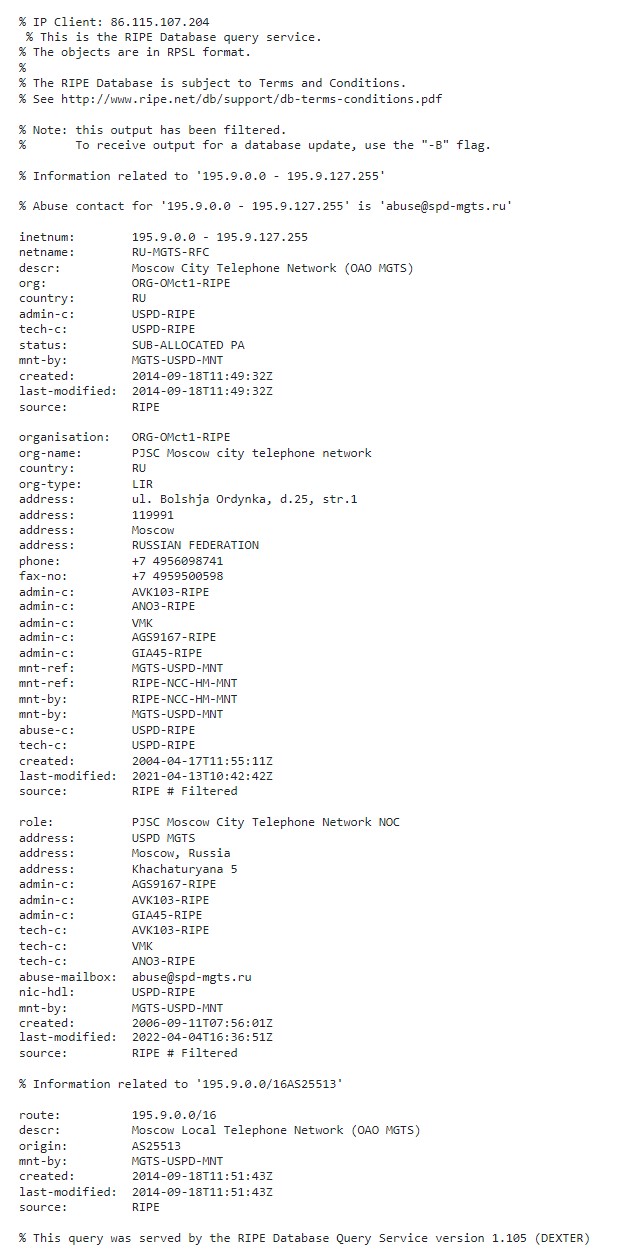 % IP Client: 86.115.107.204
% This is the RIPE Database query service.
% The objects are in RPSL format.
%
% The RIPE Database is subject to Terms and Conditions.
% See http://www.ripe.net/db/support/db-terms-conditions.pdf
% Note: this output has been filtered.
% To receive output for a database update, use the "-B" flag.
% Information related to '195.9.0.0 - 195.9.127.255'
% Abuse contact for '195.9.0.0 - 195.9.127.255' is 'abuse@spd-mgts.ru'
inetnum: 195.9.0.0 - 195.9.127.255
netname: RU-MGTS-RFC
descr: Moscow City Telephone Network (OAO MGTS)
org: ORG-OMct1-RIPE
country: RU
admin-c: USPD-RIPE
tech-c: USPD-RIPE
status: SUB-ALLOCATED PA
mnt-by: MGTS-USPD-MNT
created: 2014-09-18T11:49:32Z
last-modified: 2014-09-18T11:49:32Z
source: RIPE
organisation: ORG-OMct1-RIPE
org-name: PJSC Moscow city telephone network
country: RU
org-type: LIR
address: ul. Bolshja Ordynka, d.25, str.1
address: 119991
address: Moscow
address: RUSSIAN FEDERATION
phone: +7 4956098741
fax-no: +7 4959500598
admin-c: AVK103-RIPE
admin-c: ANO3-RIPE
admin-c: VMK
admin-c: AGS9167-RIPE
admin-c: GIA45-RIPE
mnt-ref: MGTS-USPD-MNT
mnt-ref: RIPE-NCC-HM-MNT
mnt-by: RIPE-NCC-HM-MNT
mnt-by: MGTS-USPD-MNT
abuse-c: USPD-RIPE
tech-c: USPD-RIPE
created: 2004-04-17T11:55:11Z
last-modified: 2021-04-13T10:42:42Z
source: RIPE # Filtered
role: PJSC Moscow City Telephone Network NOC
address: USPD MGTS
address: Moscow, Russia
address: Khachaturyana 5
admin-c: AGS9167-RIPE
admin-c: AVK103-RIPE
admin-c: GIA45-RIPE
tech-c: AVK103-RIPE
tech-c: VMK
tech-c: ANO3-RIPE
abuse-mailbox: abuse@spd-mgts.ru
nic-hdl: USPD-RIPE
mnt-by: MGTS-USPD-MNT
created: 2006-09-11T07:56:01Z
last-modified: 2022-04-04T16:36:51Z
source: RIPE # Filtered
% Information related to '195.9.0.0/16AS25513'
route: 195.9.0.0/16
descr: Moscow Local Telephone Network (OAO MGTS)
origin: AS25513
mnt-by: MGTS-USPD-MNT
created: 2014-09-18T11:51:43Z
last-modified: 2014-09-18T11:51:43Z
source: RIPE
% This query was served by the RIPE Database Query Service version 1.105 (DEXTER)